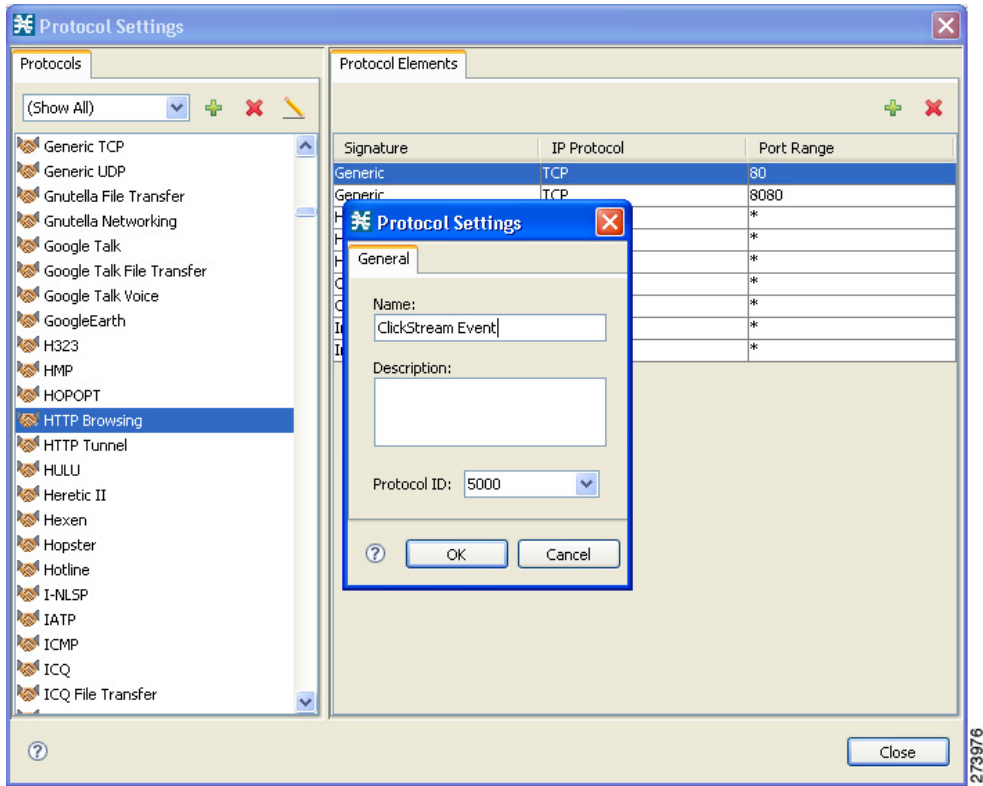 Protocol Settings
Protocols
Protocol Elements
(Show All)
Generic TCP
Generic UDP
Gnutella File Transfer
Gnutella Networking
Google Talk
Google Talk File Transfer
Google Talk Voice
GoogleEarth
H323
HMP
HOPOPT
HTTP Browsing
HTTP Tunnel
HULU
Heretic II
Hexen
Hopster
Hotline
I-NLSP
IATP
ICMP
ICQ
ICQ File Transfer
Signature IP Protocol Port Range
Generic TCP 80
Generic TCP 8080
*
*
*
*
*
*
*
Protocol Settings
General
Name:
ClickStream Event
Description:
Protocol ID: 5000
OK Cancel
Close
273976